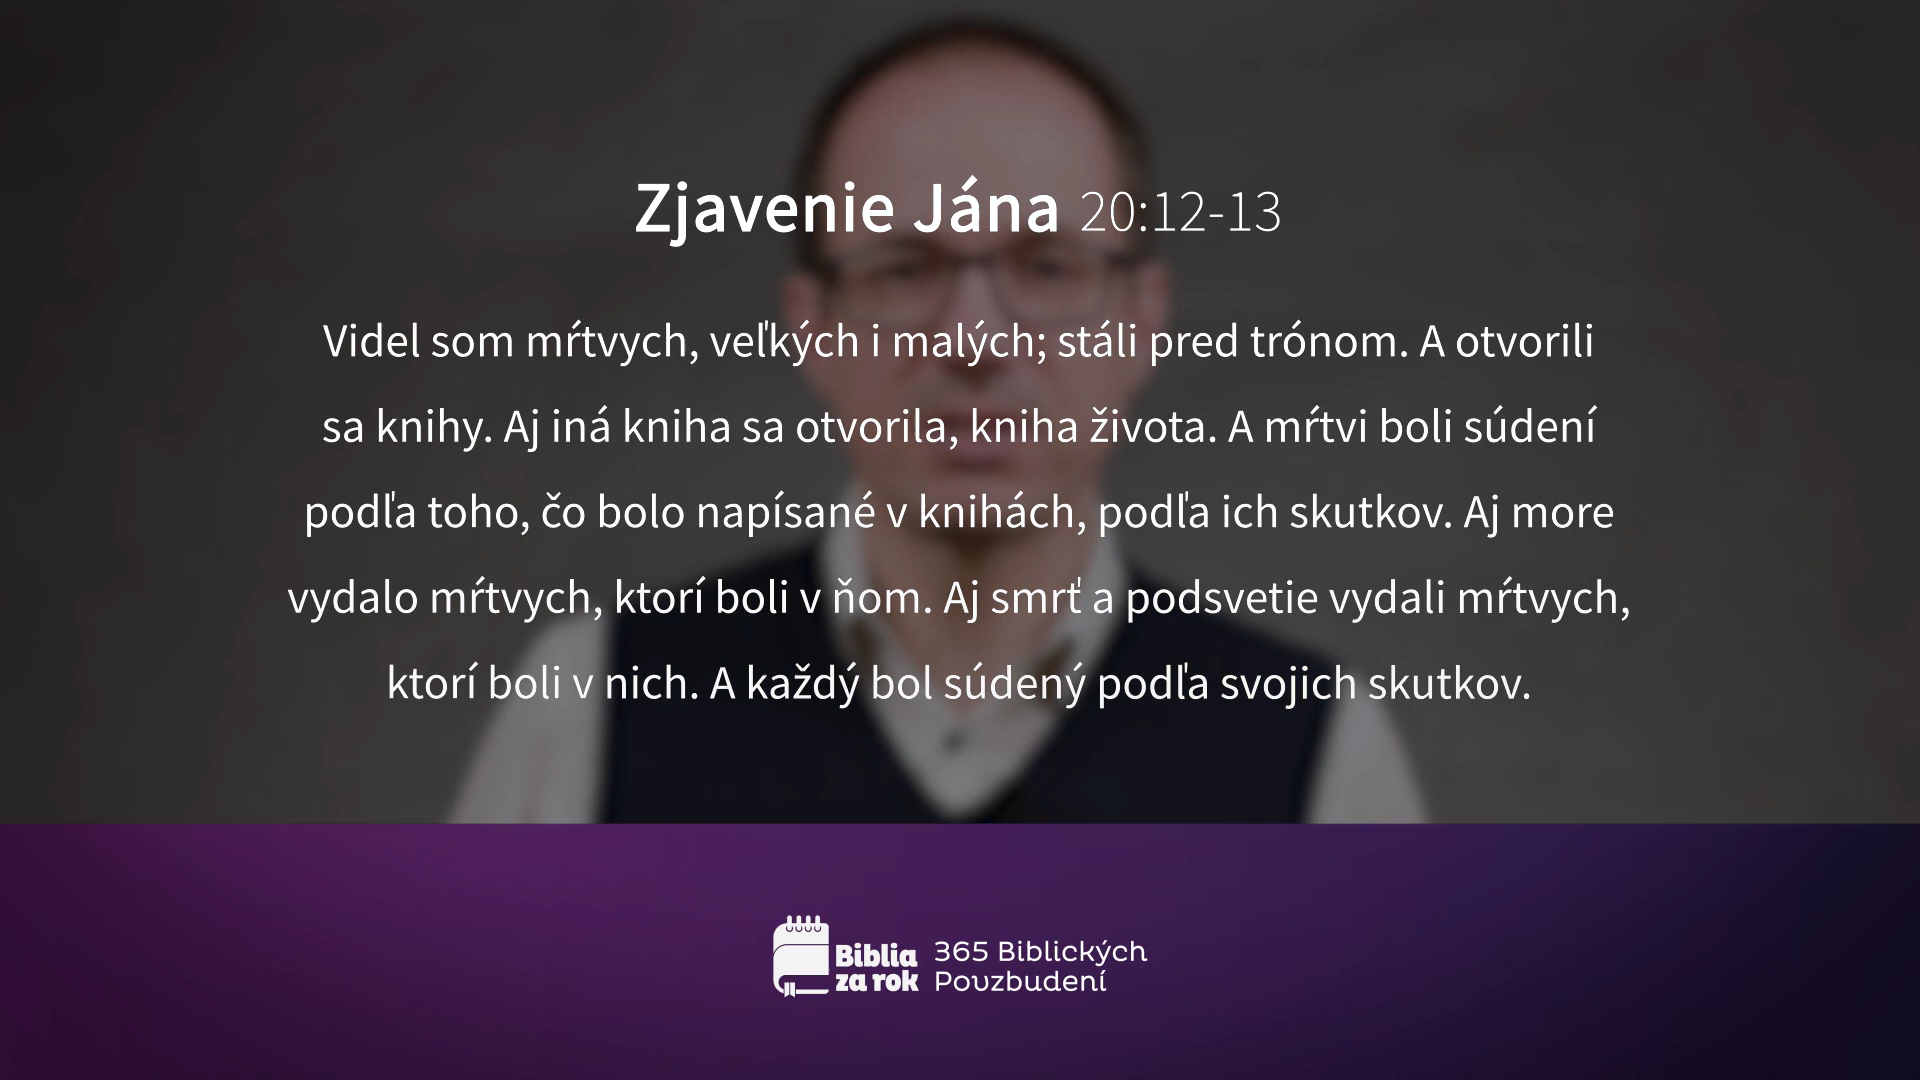 Zjavenie Jána 20:12-13
Videl som mŕtvych, veľkých i malých; stáli pred trónom. A otvorili
sa knihy. Aj iná kniha sa otvorila, kniha života. A mŕtvi boli súdení
podľa toho, čo bolo napísané v knihách, podľa ich skutkov. Aj more
vydalo mŕtvych, ktorí boli v ňom. Aj smrť a podsvetie vydali mŕtvych,
ktorí boli v nich. A každý bol súdený podľa svojich skutkov.
Biblia
za rok
365 Biblických
Povzbudení